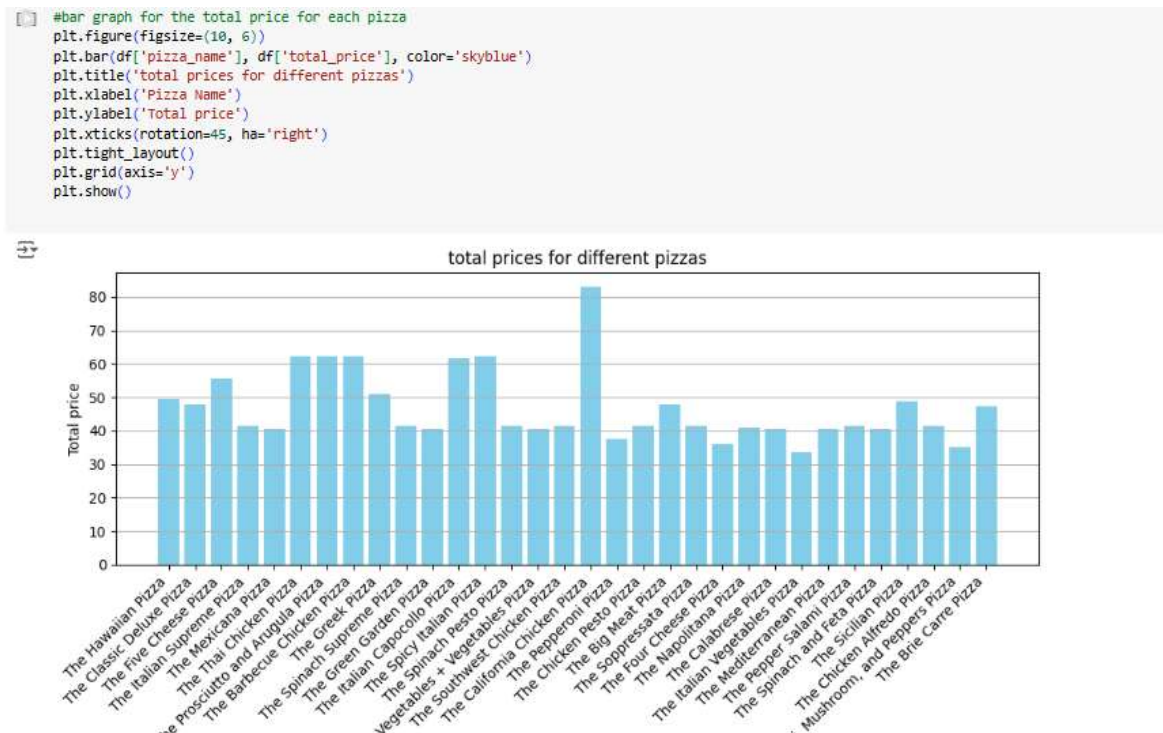 #bar graph for the total price for each pizza
plt.figure(figsize=(10, 6))
plt.bar(df['pizza_name'], df['total_price'], color='skyblue')
plt.title('total prices for different pizzas')
plt.xlabel('Pizza Name')
plt.ylabel('Total price')
plt.xticks(rotation=45, ha='right')
plt.tight_layout()
plt.grid(axis='y')
plt.show()
total prices for different pizzas
Total price
80
70
60
50
40
30
20
10
0
The Hawaiian Pizza
The Classic Deluxe Pizza
The Five Cheese Pizza
The Italian Supreme Pizza
The Mexicana Pizza
The Thai Chicken Pizza
Prosciutto and Arugula Pizza
The Barbecue Chicken Pizza
The Greek Pizza
The Spinach Supreme Pizza
The Green Garden Pizza
The Italian Capocollo Pizza
The Spicy Italian Pizza
The Spinach Pesto Pizza
Vegetables + Vegetables Pizza
The Southwest Chicken Pizza
The California Chicken Pizza
The Pepperoni Pizza
The Chicken Pesto Pizza
The Big Meat Pizza
The Soppressata Pizza
The Four Cheese Pizza
The Napolitana Pizza
The Calabrese Pizza
The Italian Vegetables Pizza
The Mediterranean Pizza
The Pepper Salami Pizza
The Spinach and Feta Pizza
The Sicilian Pizza
The Chicken Alfredo Pizza
Mushroom, and Peppers Pizza
The Brie Carre Pizza